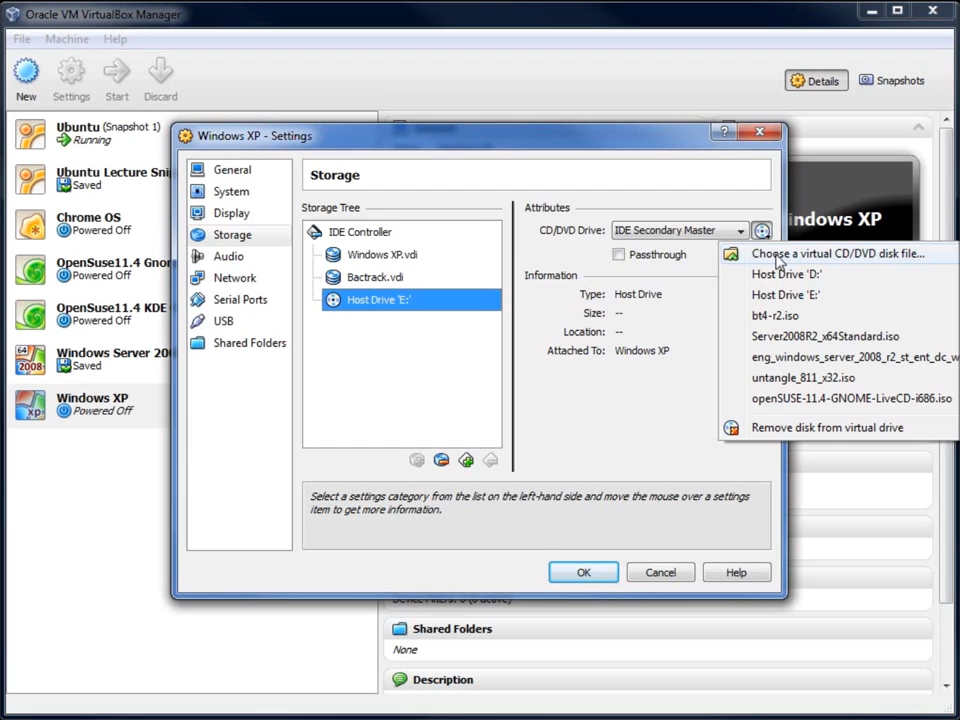 Oracle VM VirtualBox Manager
File Machine Help
New Settings Start Discard
Details Snapshots
Ubuntu (Snapshot 1)
Running
Ubuntu Lecture Sni
Saved
Chrome OS
Powered Off
OpenSuse11.4 Gno
Powered Off
OpenSuse11.4 KDE
Powered Off
Windows Server 200
Saved
Windows XP
Powered Off
Windows XP - Settings
General
System
Display
Storage
Audio
Network
Serial Ports
USB
Shared Folders
Storage
Storage Tree
IDE Controller
Windows XP.vdi
Bactrack.vdi
Host Drive 'E:'
Attributes
CD/DVD Drive: IDE Secondary Master
Passthrough
Information
Type: Host Drive
Size: --
Location: --
Attached To: Windows XP
Select a settings category from the list on the left-hand side and move the mouse over a settings
item to get more information.
OK Cancel Help
indows XP
Choose a virtual CD/DVD disk file...
Host Drive 'D:'
Host Drive 'E:'
bt4-r2.iso
Server2008R2_x64Standard.iso
eng_windows_server_2008_r2_st_ent_dc_w
untangle_811_x32.iso
openSUSE-11.4-GNOME-LiveCD-i686.iso
Remove disk from virtual drive
Shared Folders
None
Description